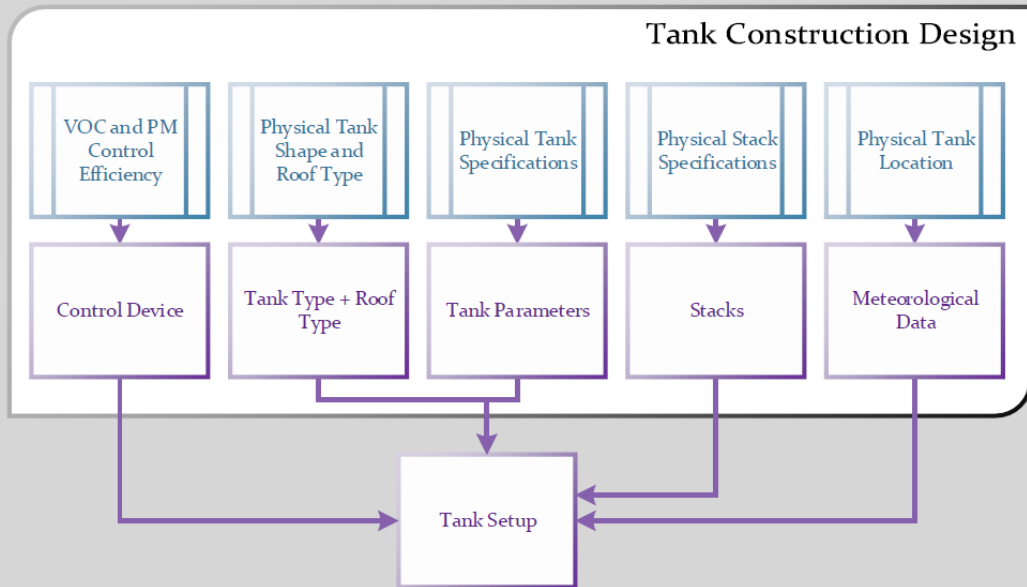 Tank Construction Design
VOC and PM
Control
Efficiency
Physical Tank
Shape and
Roof Type
Physical Tank
Specifications
Physical Stack
Specifications
Physical Tank
Location
Control Device
Tank Type + Roof
Type
Tank Parameters
Stacks
Meteorological
Data
Tank Setup